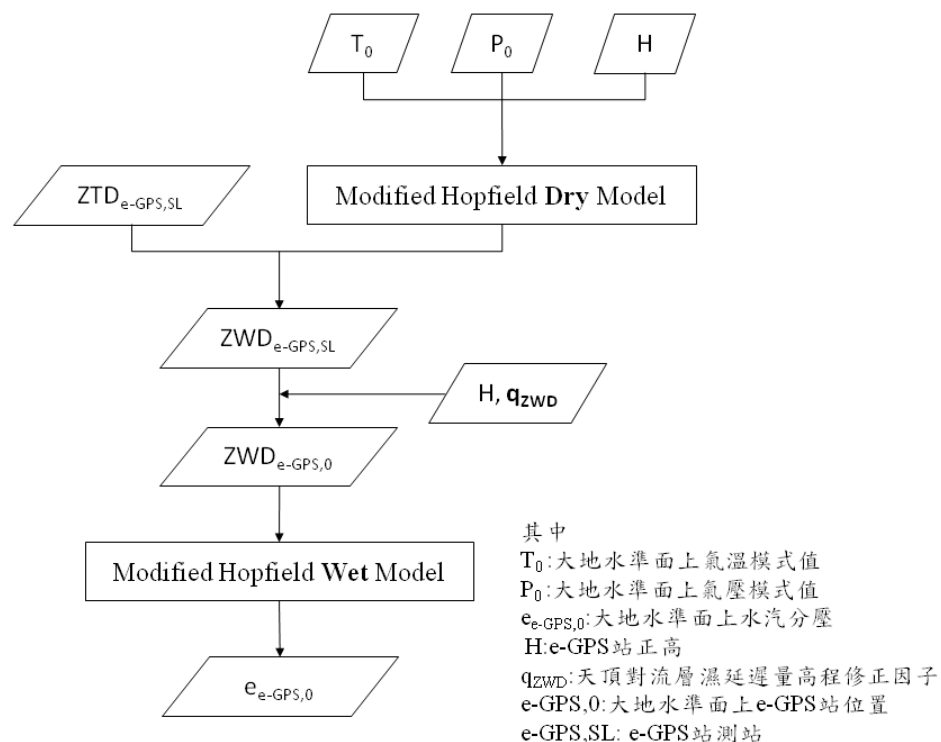 T₀
P₀
H
ZTDe-GPS,SL
Modified Hopfield Dry Model
ZWDe-GPS,SL
H, qZWD
ZWDe-GPS,0
Modified Hopfield Wet Model
ee-GPS,0
其中
T₀:大地水準面上氣溫模式值
P₀:大地水準面上氣壓模式值
ee-GPS,0:大地水準面上水汽分壓
H:e-GPS站正高
qZWD:天頂對流層濕延遲量高程修正因子
e-GPS,0:大地水準面上e-GPS站位置
e-GPS,SL: e-GPS站測站